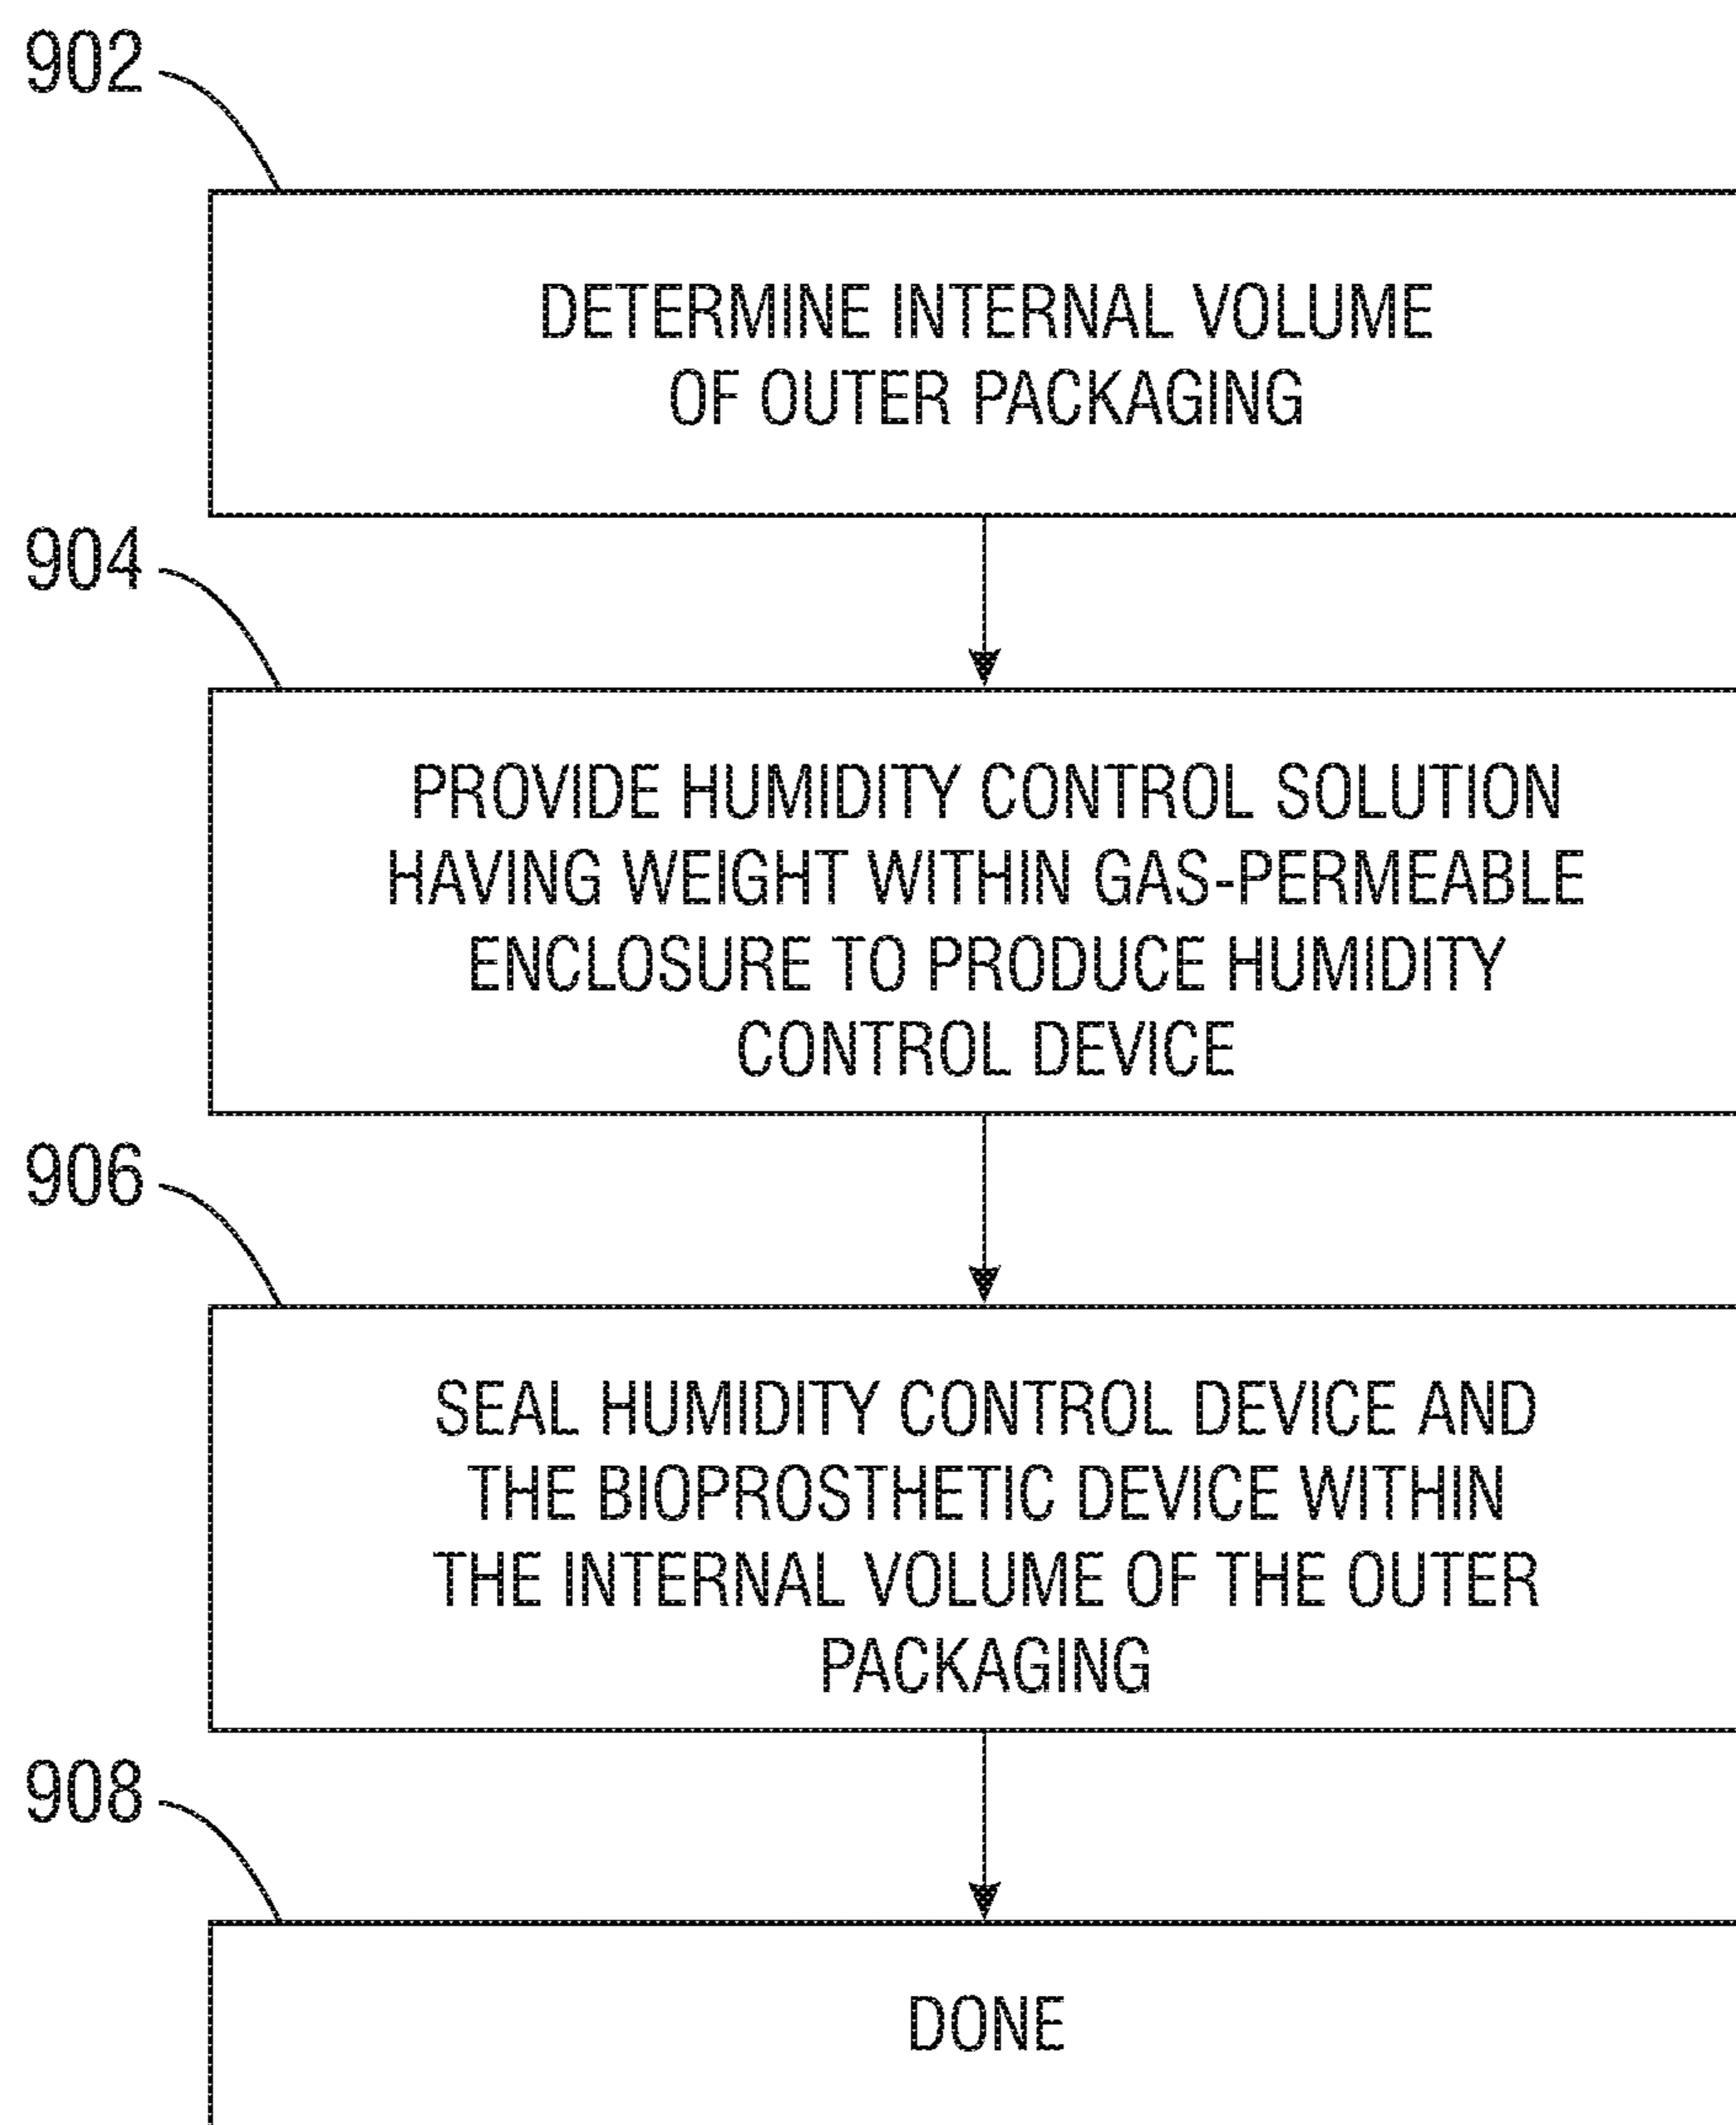 902
DETERMINE INTERNAL VOLUME
OF OUTER PACKAGING
904
PROVIDE HUMIDITY CONTROL SOLUTION
HAVING WEIGHT WITHIN GAS-PERMEABLE
ENCLOSURE TO PRODUCE HUMIDITY
CONTROL DEVICE
906
SEAL HUMIDITY CONTROL DEVICE AND
THE BIOPROSTHETIC DEVICE WITHIN
THE INTERNAL VOLUME OF THE OUTER
PACKAGING
908
DONE